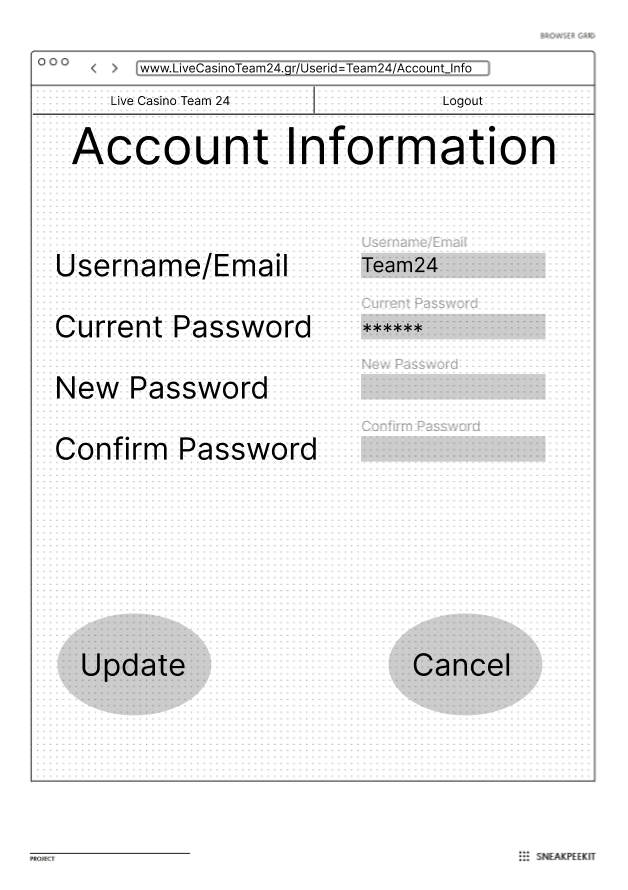 BROWSER GRID
www.LiveCasinoTeam24.gr/Userid=Team24/Account_Info
Live Casino Team 24 Logout
Account Information
Username/Email
Username/Email Team24
Current Password
Current Password ******
New Password
New Password
Confirm Password
Confirm Password
Update Cancel
PROJECT SNEAKPEEKIT